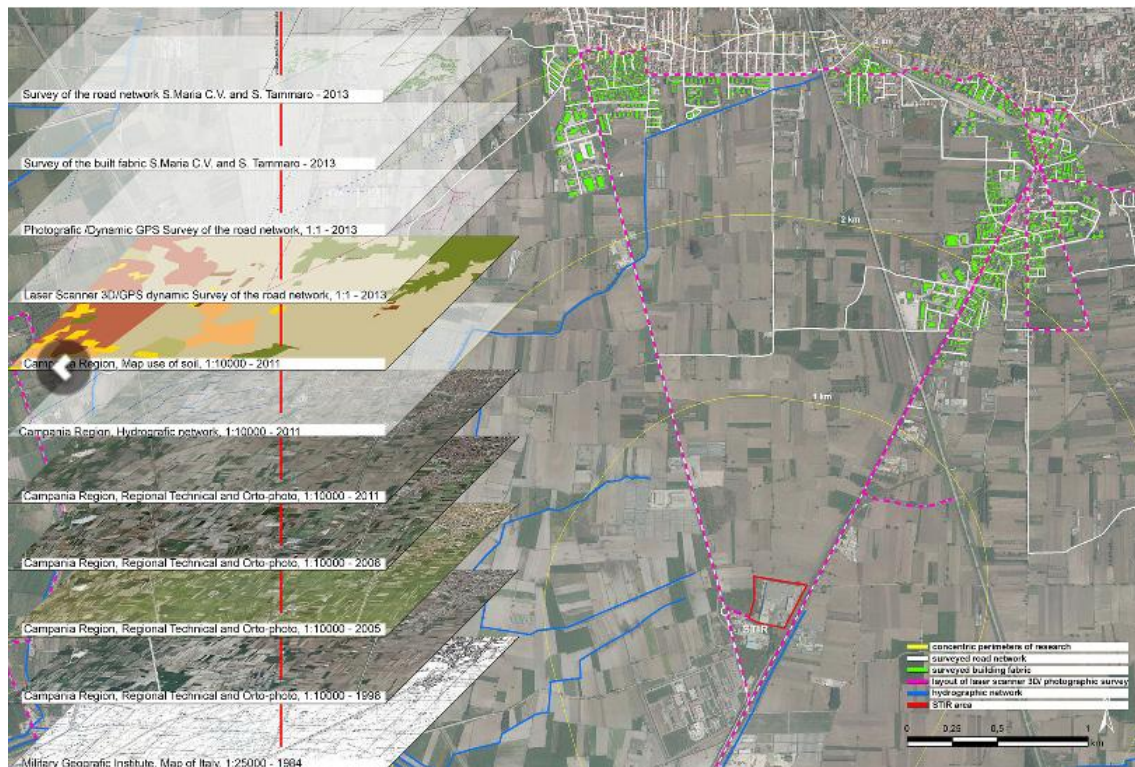 Survey of the road network S.Maria C.V. and S. Tammaro - 2013
Survey of the built fabric S.Maria C.V. and S. Tammaro - 2013
Photografic /Dynamic GPS Survey of the road network, 1:1 - 2013
Laser Scanner 3D/GPS dynamic Survey of the road network, 1:1 - 2013
Campania Region, Map use of soil, 1:10000 - 2011
Campania Region, Hydrografic network, 1:10000 - 2011
Campania Region, Regional Technical and Orto-photo, 1:10000 - 2011
Campania Region, Regional Technical and Orto-photo, 1:10000 - 2008
Campania Region, Regional Technical and Orto-photo, 1:10000 - 2005
Campania Region, Regional Technical and Orto-photo, 1:10000 - 1998
Military Geografic Institute, Map of Italy, 1:25000 - 1984
2 km
1 km
STIR
concentric perimeters of research
surveyed road network
surveyed building fabric
layout of laser scanner 3D/ photographic survey
hydrographic network
STIR area
0 0,25 0,5 1
km